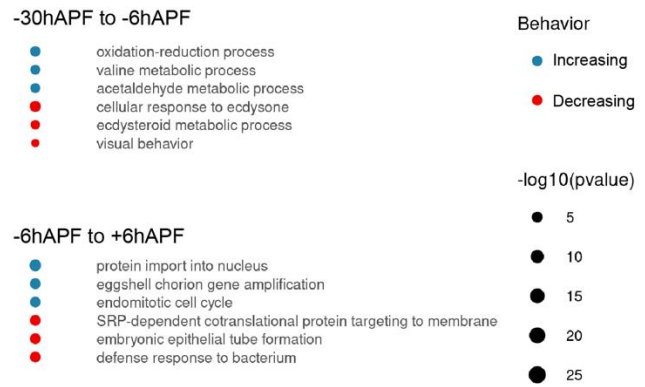 -30hAPF to -6hAPF
oxidation-reduction process
valine metabolic process
acetaldehyde metabolic process
cellular response to ecdysone
ecdysteroid metabolic process
visual behavior
-6hAPF to +6hAPF
protein import into nucleus
eggshell chorion gene amplification
endomitotic cell cycle
SRP-dependent cotranslational protein targeting to membrane
embryonic epithelial tube formation
defense response to bacterium
Behavior
Increasing
Decreasing
-log10(pvalue)
5
10
15
20
25